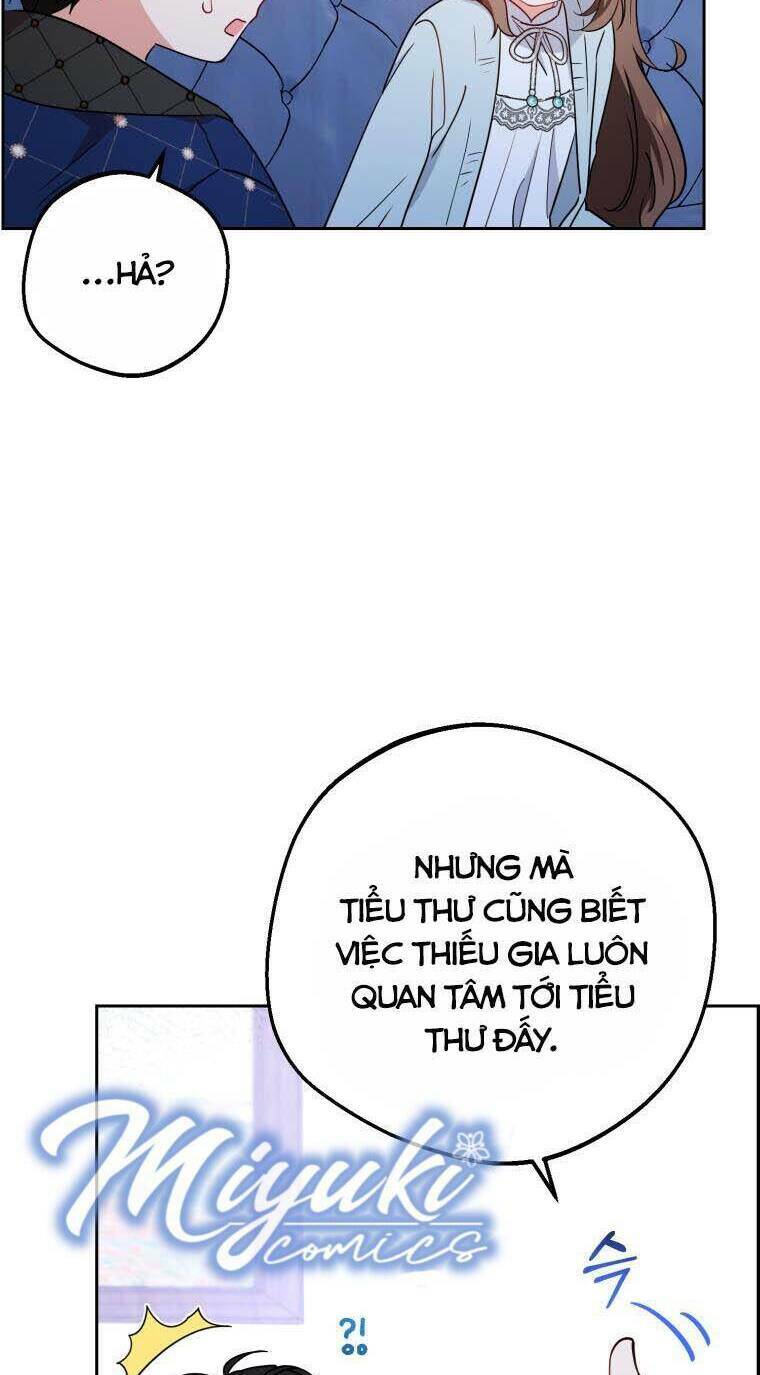 ...HẢ?
NHƯNG MÀ
TIỂU THƯ CŨNG BIẾT
VIỆC THIẾU GIA LUÔN
QUAN TÂM TỚI TIỂU
THƯ ĐẤY.
Miyuki
comics
슥
?!